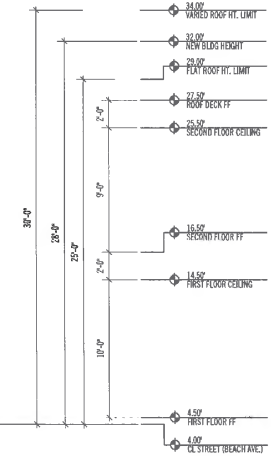 34.00'
VARIED ROOF HT. LIMIT
32.00'
NEW BLDG HEIGHT
29.00'
FLAT ROOF HT. LIMIT
27.50'
ROOF DECK FF
2'-0"
25.50'
SECOND FLOOR CEILING
9'-0"
30'-0"
28'-0"
25'-0"
16.50'
SECOND FLOOR FF
2'-0"
14.50'
FIRST FLOOR CEILING
10'-0"
4.50'
FIRST FLOOR FF
4.00'
CL STREET (BEACH AVE.)